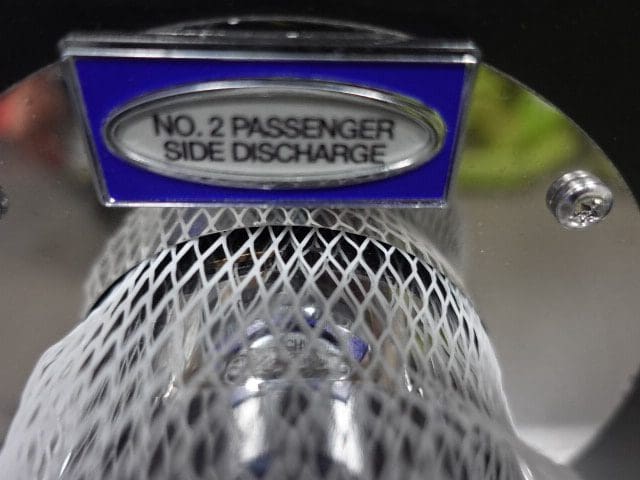 NO. 2 PASSENGER
SIDE DISCHARGE